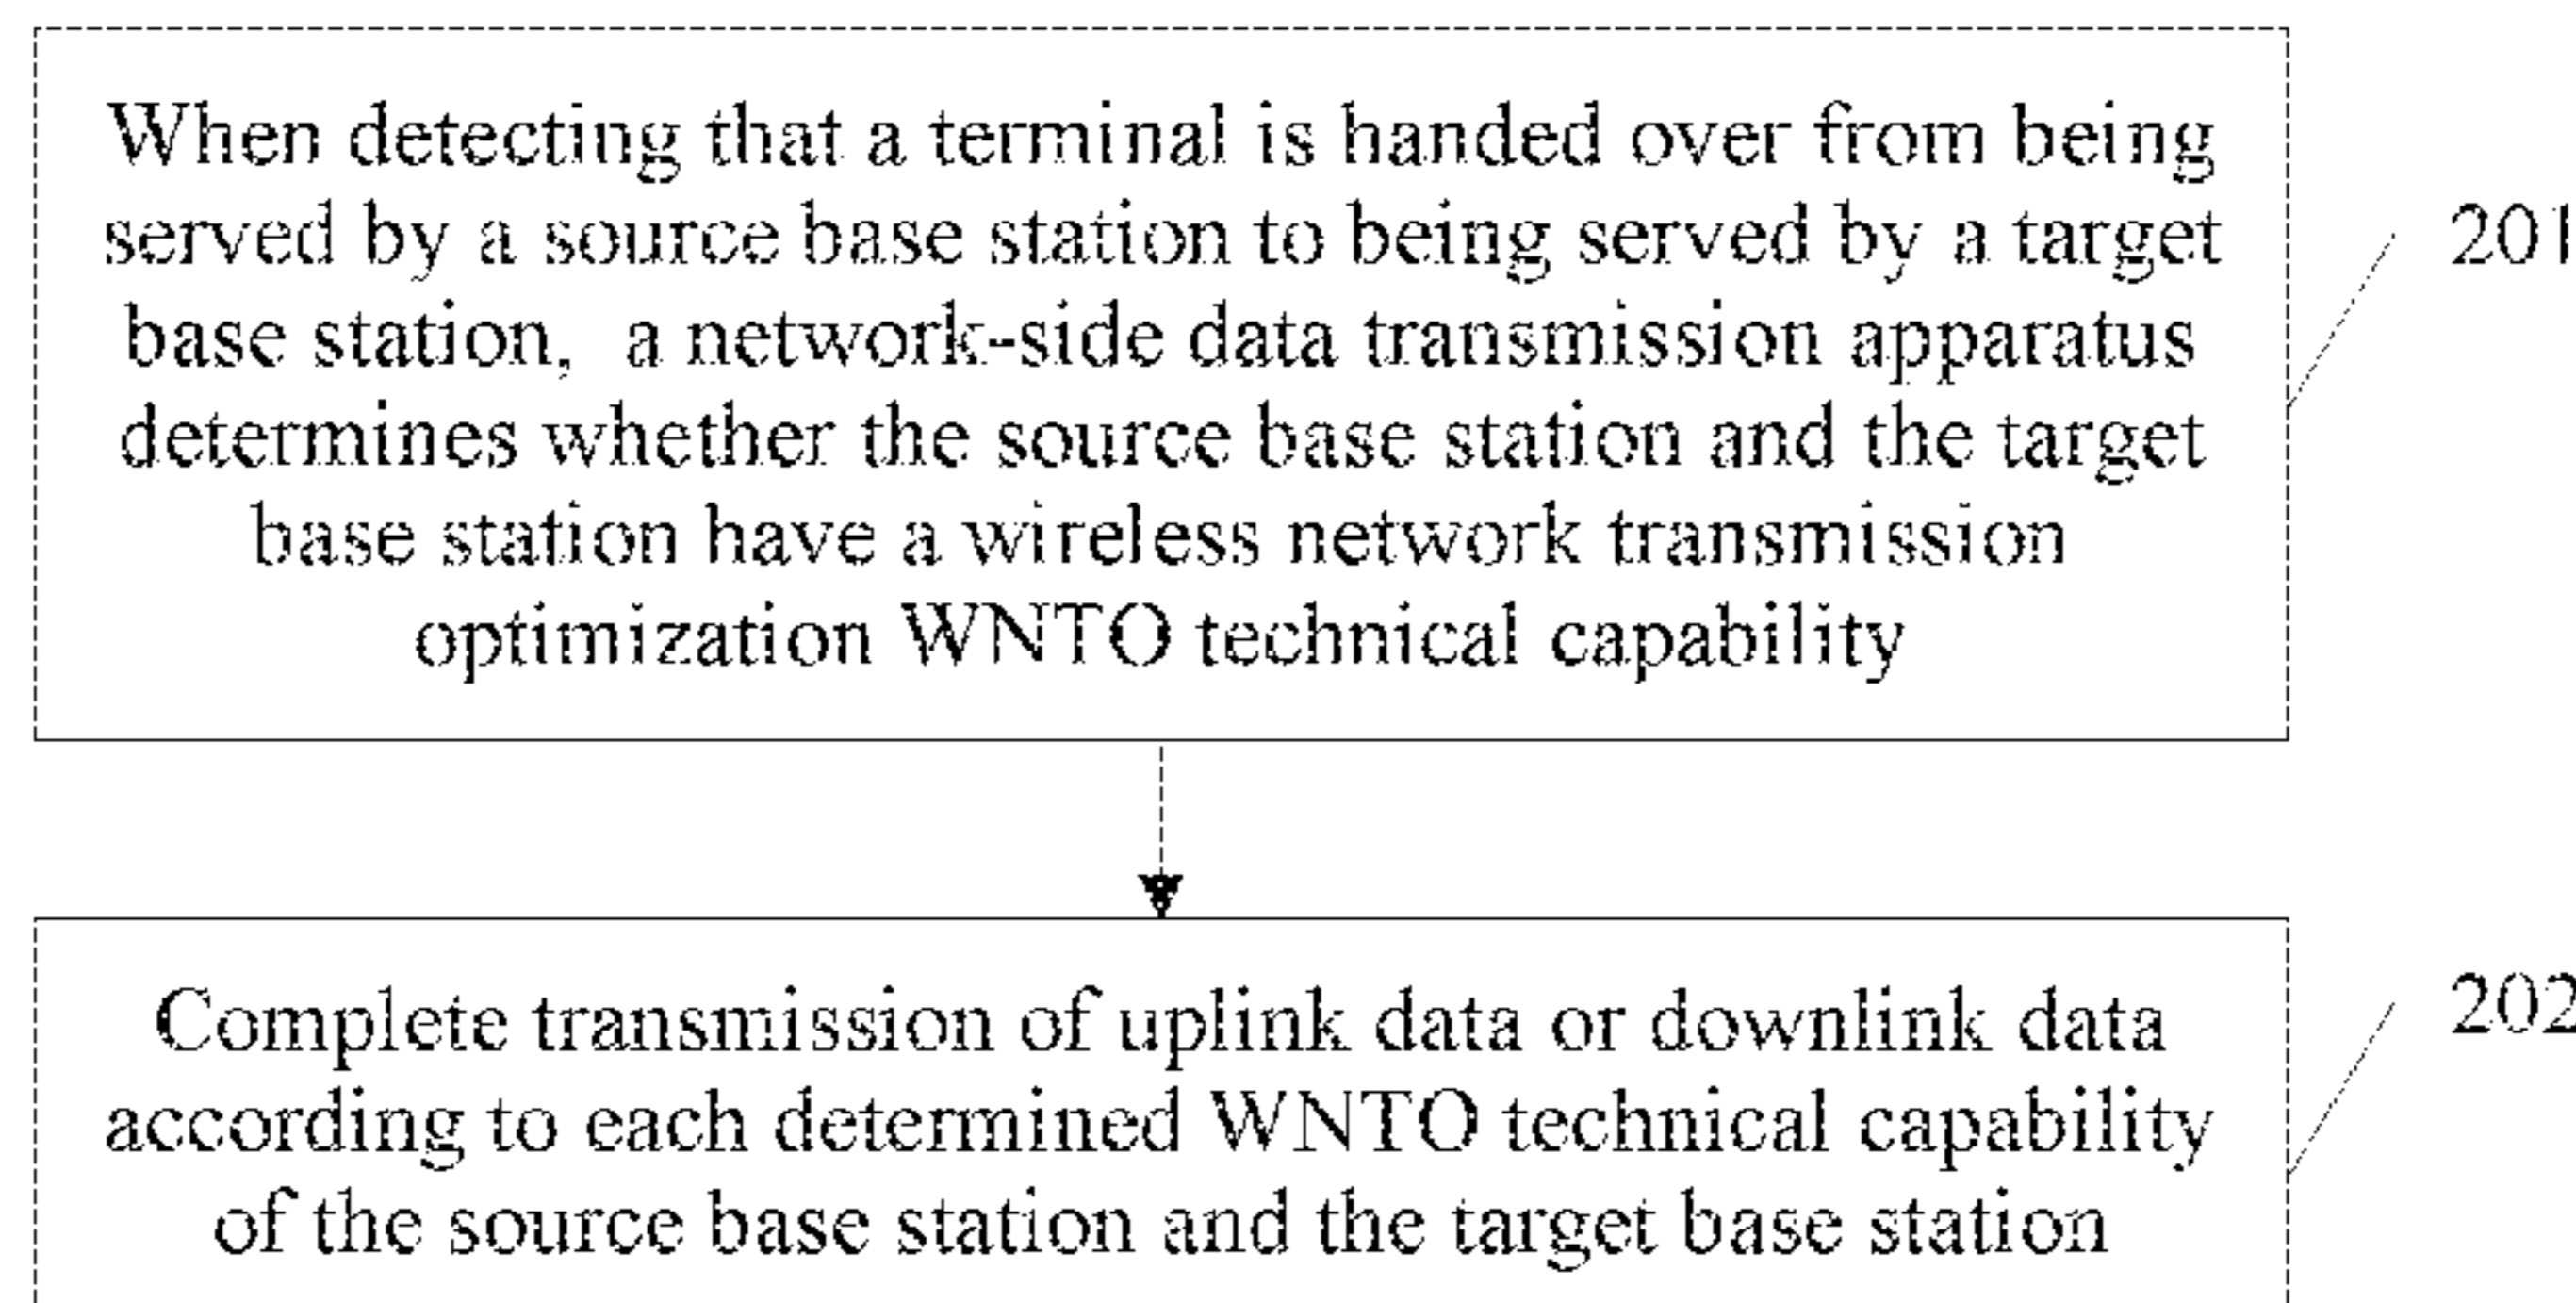 When detecting that a terminal is handed over from being
served by a source base station to being served by a target
base station, a network-side data transmission apparatus
determines whether the source base station and the target
base station have a wireless network transmission
optimization WNTO technical capability
201
Complete transmission of uplink data or downlink data
according to each determined WNTO technical capability
of the source base station and the target base station
202